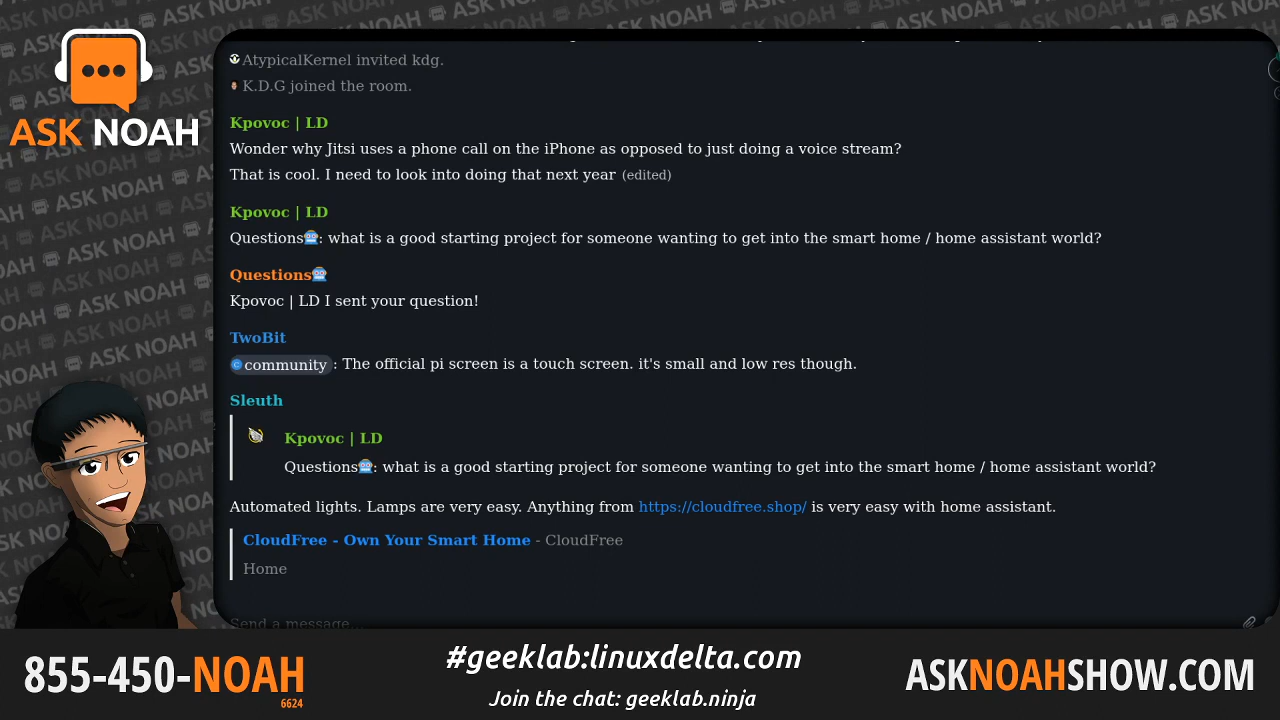 ASK NOAH
AtypicalKernel invited kdg.
K.D.G joined the room.
Kpovoc | LD
Wonder why Jitsi uses a phone call on the iPhone as opposed to just doing a voice stream?
That is cool. I need to look into doing that next year (edited)
Kpovoc | LD
Questions🤖: what is a good starting project for someone wanting to get into the smart home / home assistant world?
Questions🤖
Kpovoc | LD I sent your question!
TwoBit
community: The official pi screen is a touch screen. it's small and low res though.
Sleuth
Kpovoc | LD
Questions🤖: what is a good starting project for someone wanting to get into the smart home / home assistant world?
Automated lights. Lamps are very easy. Anything from https://cloudfree.shop/ is very easy with home assistant.
CloudFree - Own Your Smart Home - CloudFree
Home
Send a message...
855-450-NOAH
6624
#geeklab:linuxdelta.com
Join the chat: geeklab.ninja
ASKNOAHSHOW.COM